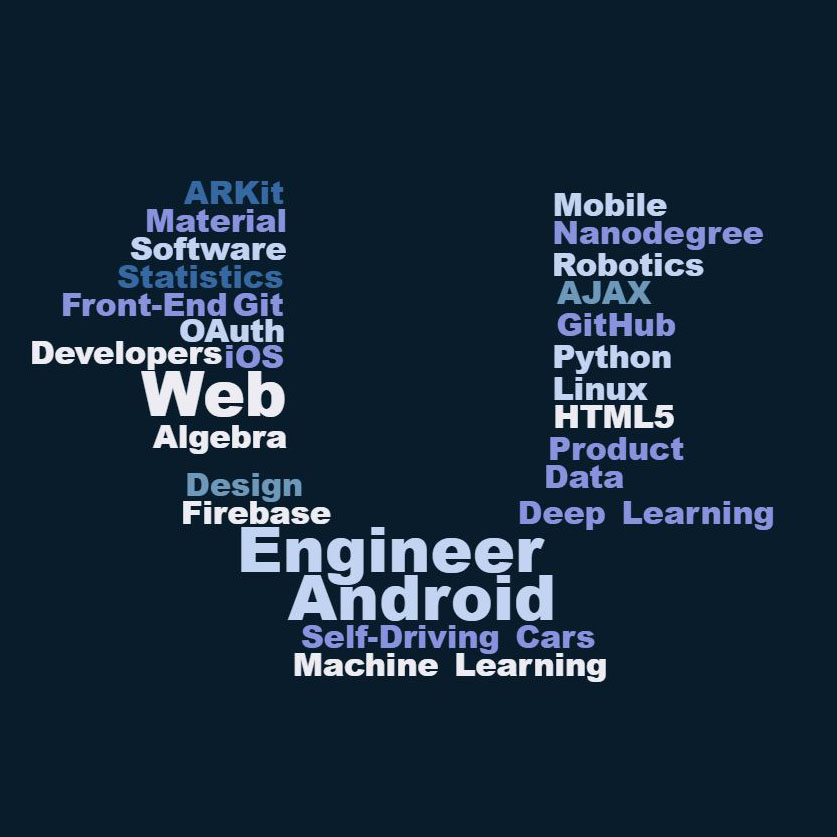 ARKit
Material
Software
Statistics
Front-End Git
OAuth
Developers iOS
Web
Algebra
Design
Firebase
Mobile
Nanodegree
Robotics
AJAX
GitHub
Python
Linux
HTML5
Product
Data
Deep Learning
Engineer
Android
Self-Driving Cars
Machine Learning